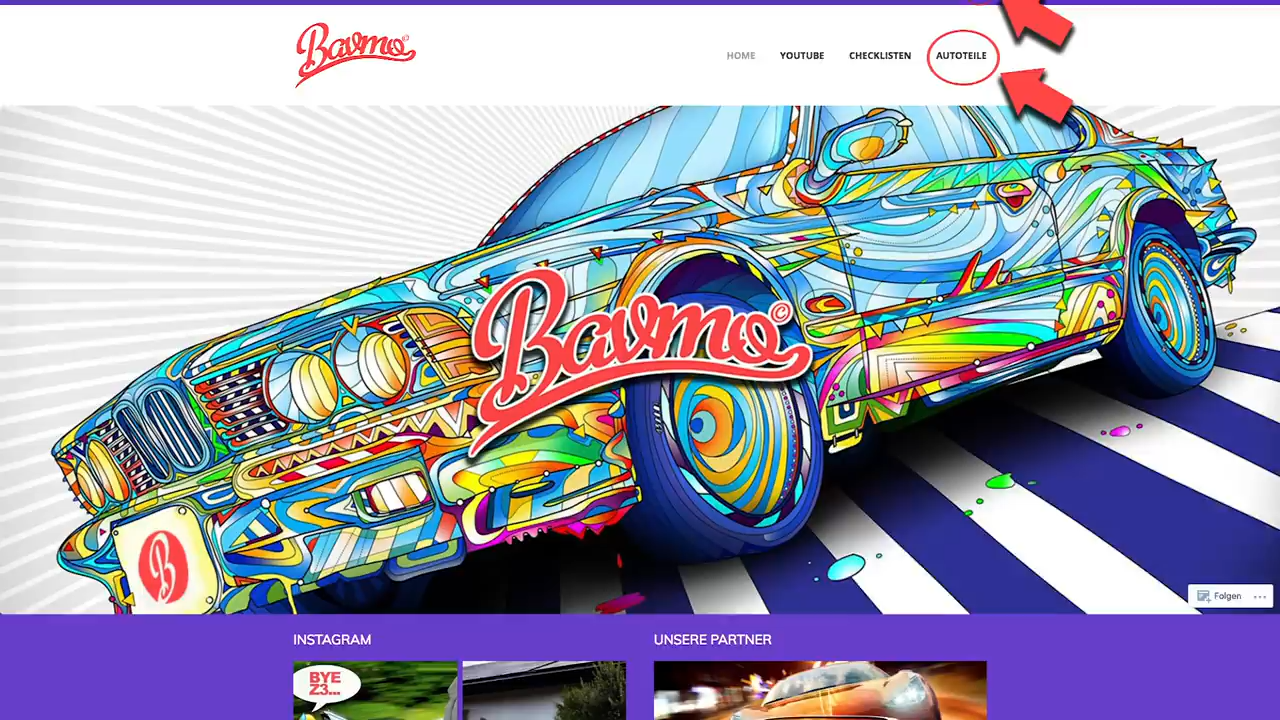 Bavmo©
HOME YOUTUBE CHECKLISTEN AUTOTEILE
Bavmo©
B
Folgen
INSTAGRAM UNSERE PARTNER
BYE
Z3...